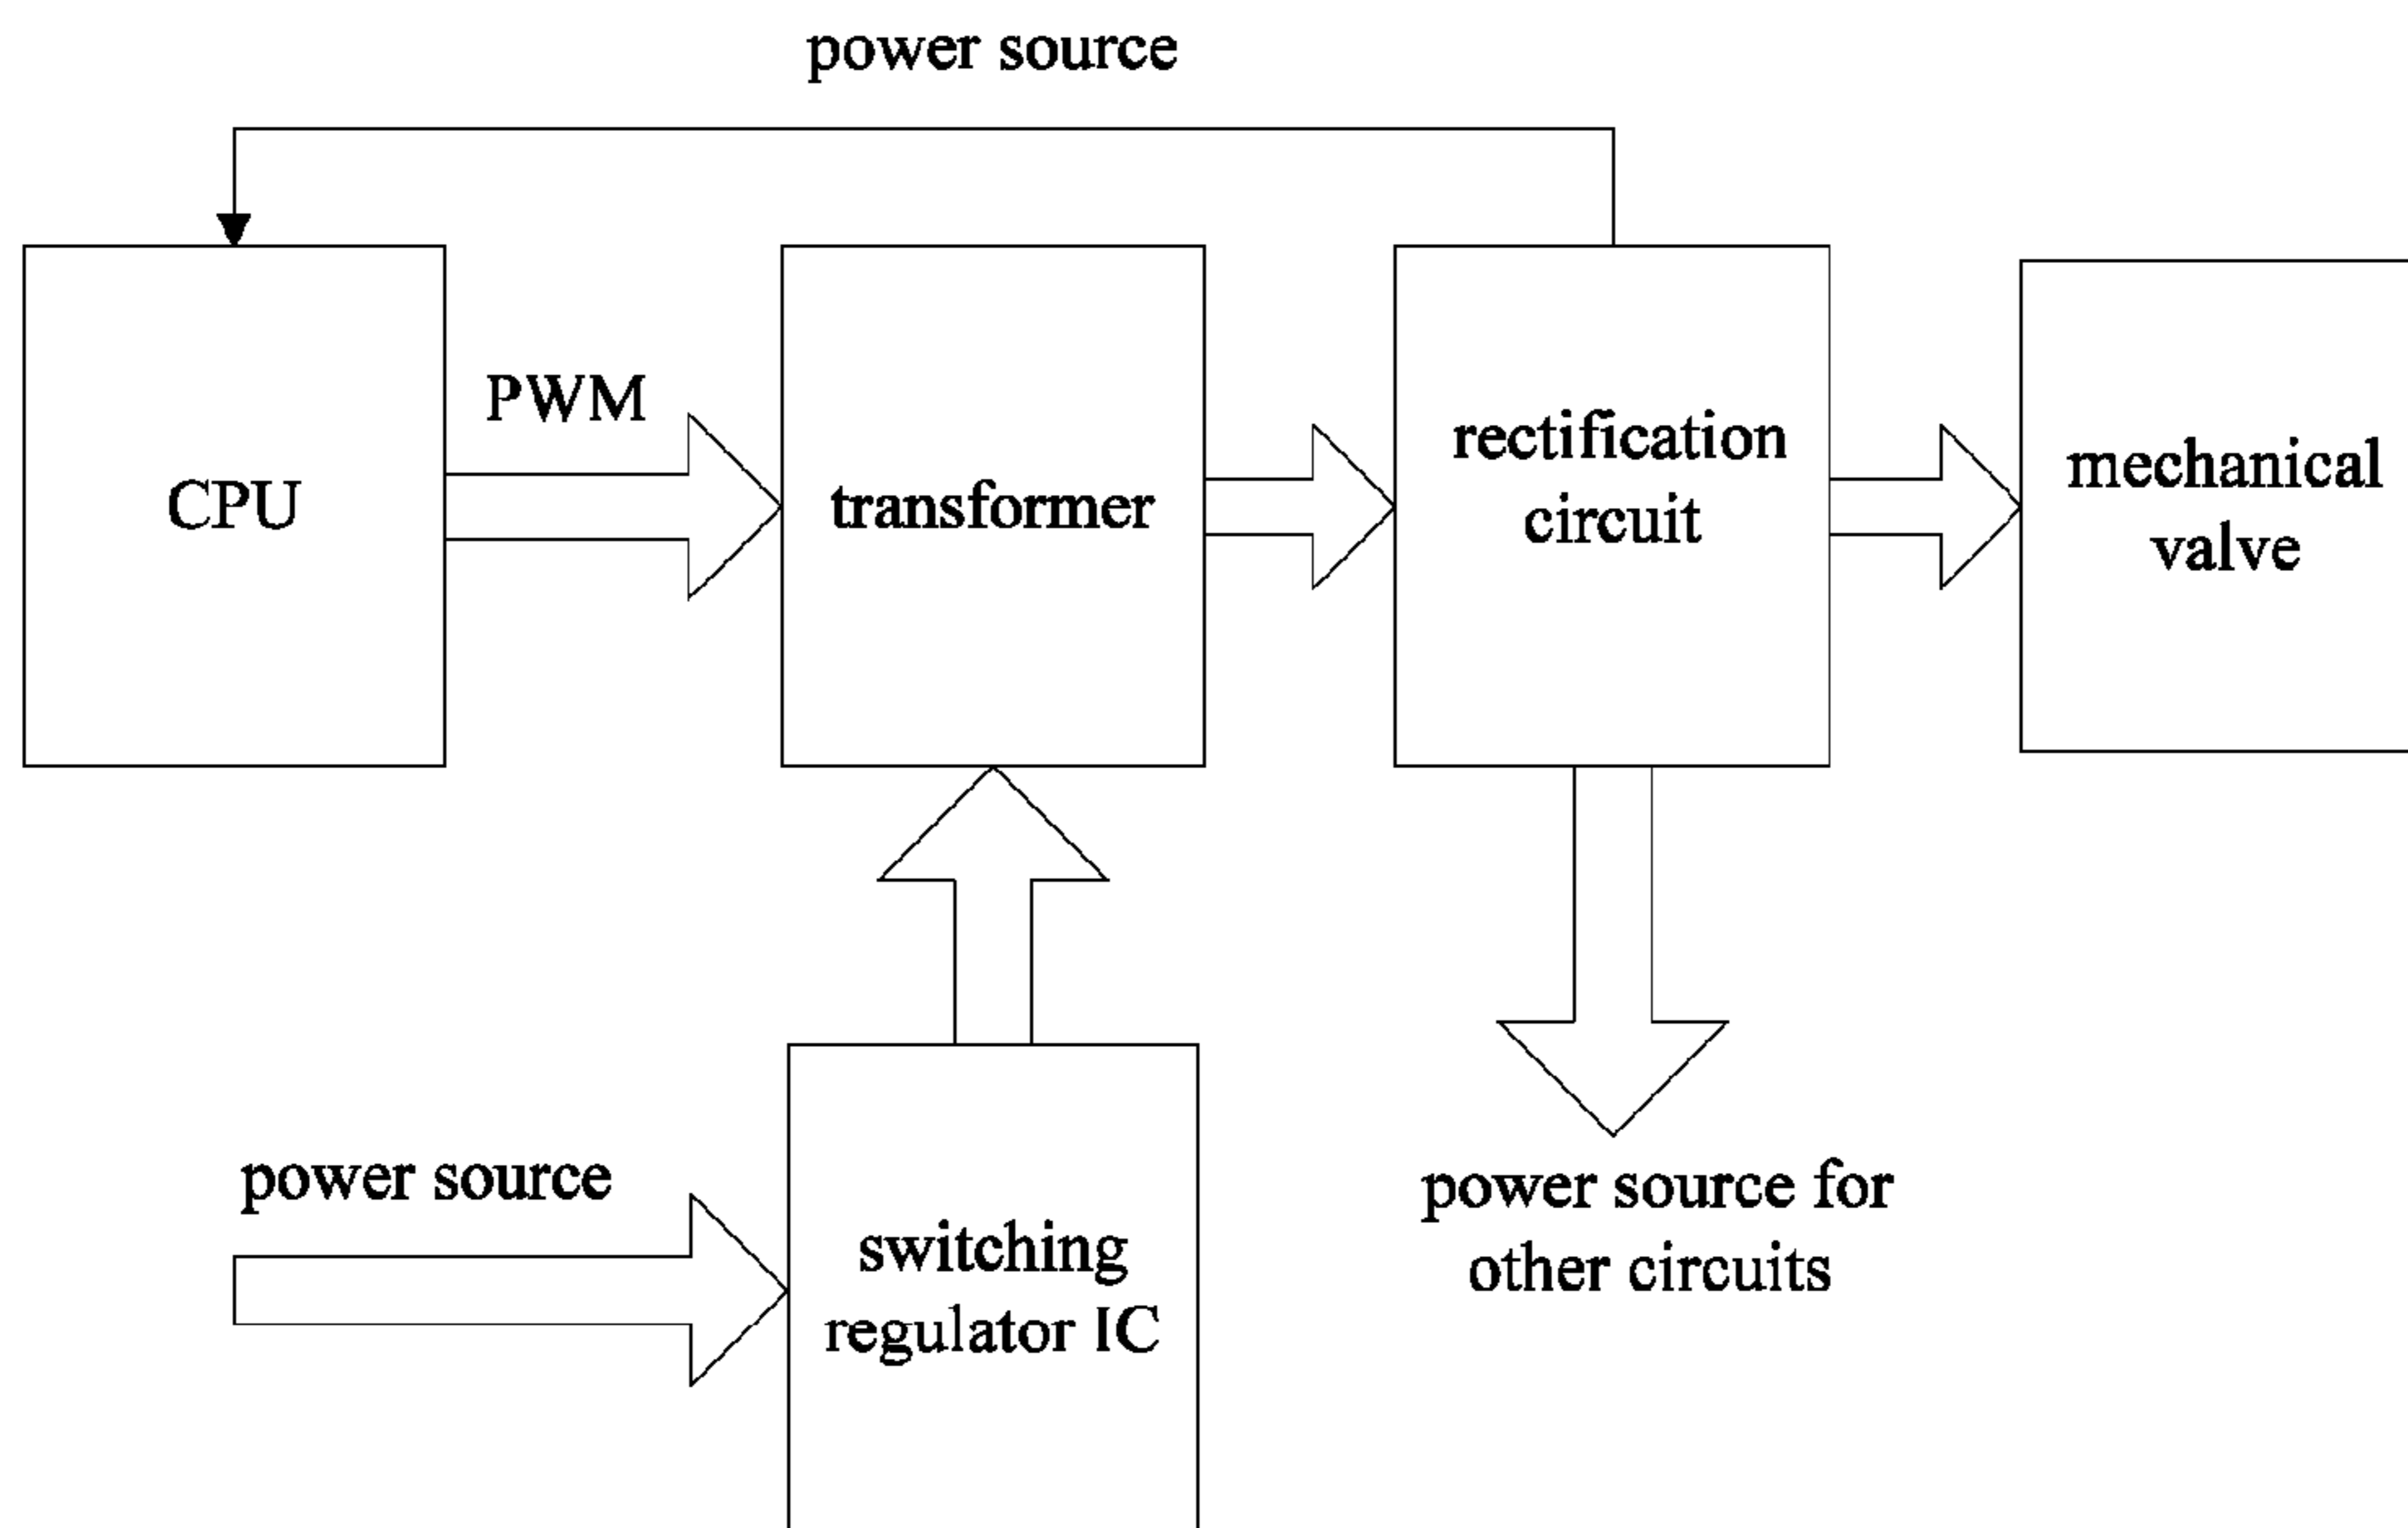 power source
PWM
CPU
transformer
rectification
circuit
mechanical
valve
power source
switching
regulator IC
power source for
other circuits